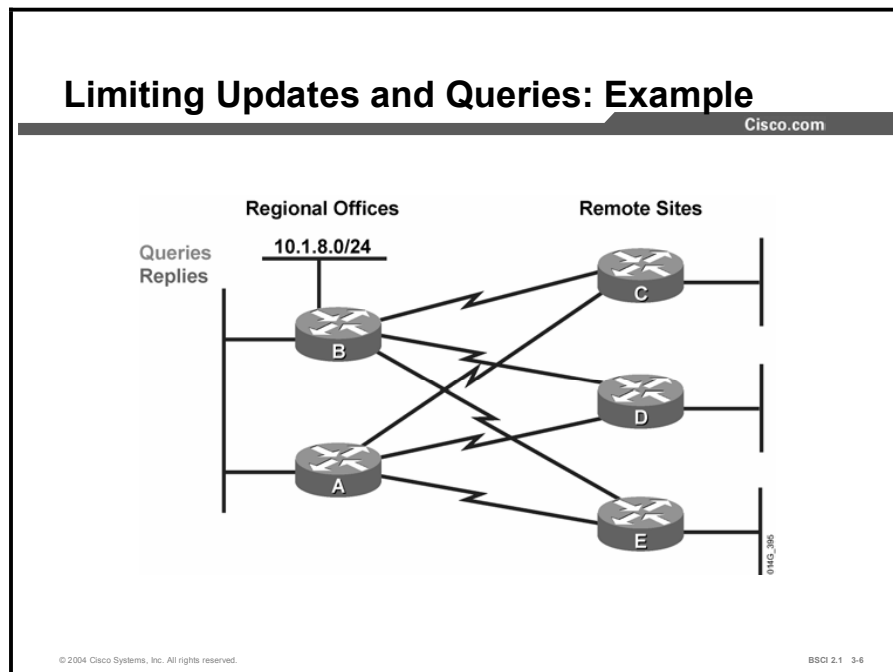 Limiting Updates and Queries: Example
Cisco.com
Regional Offices
Remote Sites
10.1.8.0/24
Queries
Replies
B
A
C
D
E
014G_395
© 2004 Cisco Systems, Inc. All rights reserved.
BSCI 2.1 3-6